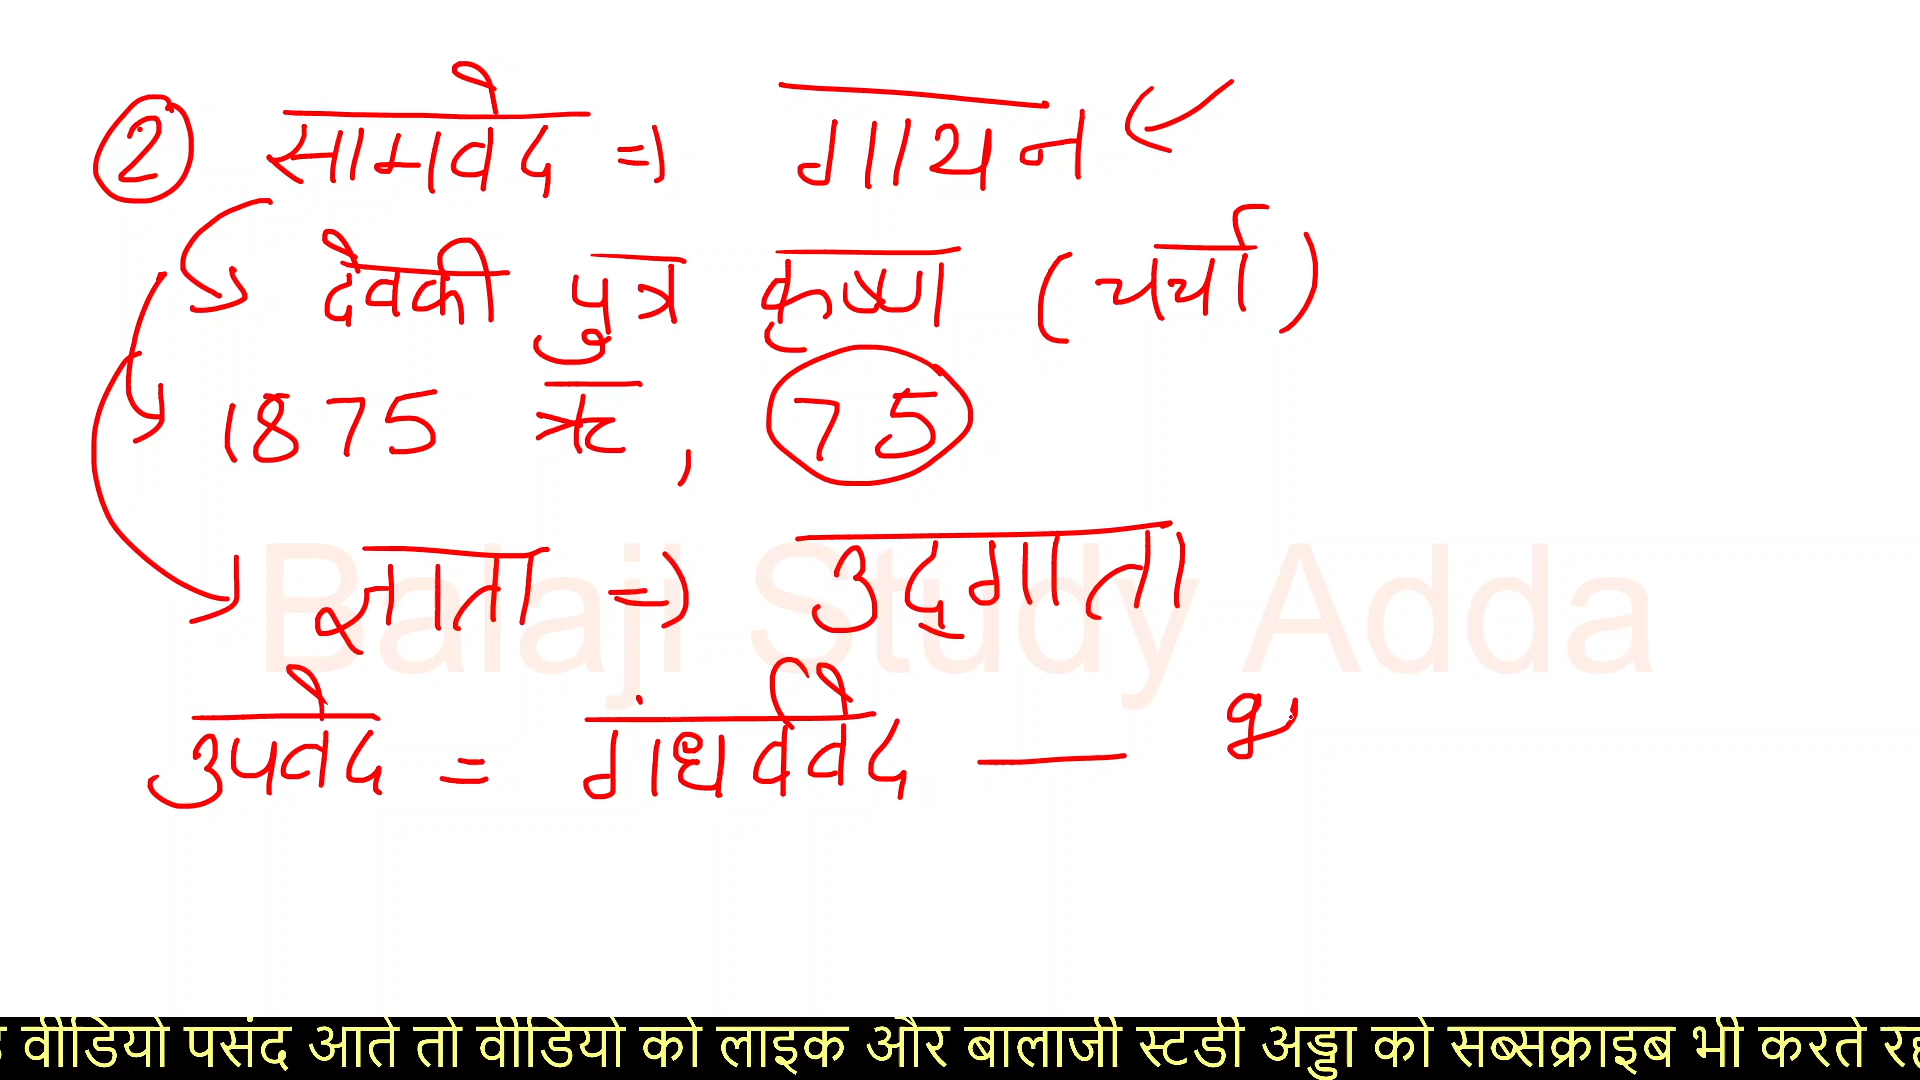 ② सामवेद ⇒ गायन
देवकी पुत्र कृष्ण (चर्चा)
1875 ऋ, 75
ज्ञाता ⇒ उद्गाता
Balaji Study Adda
उपवेद = गंधर्ववेद —
वीडियो पसंद आते तो वीडियो को लाइक और बालाजी स्टडी अड्डा को सब्सक्राइब भी करते